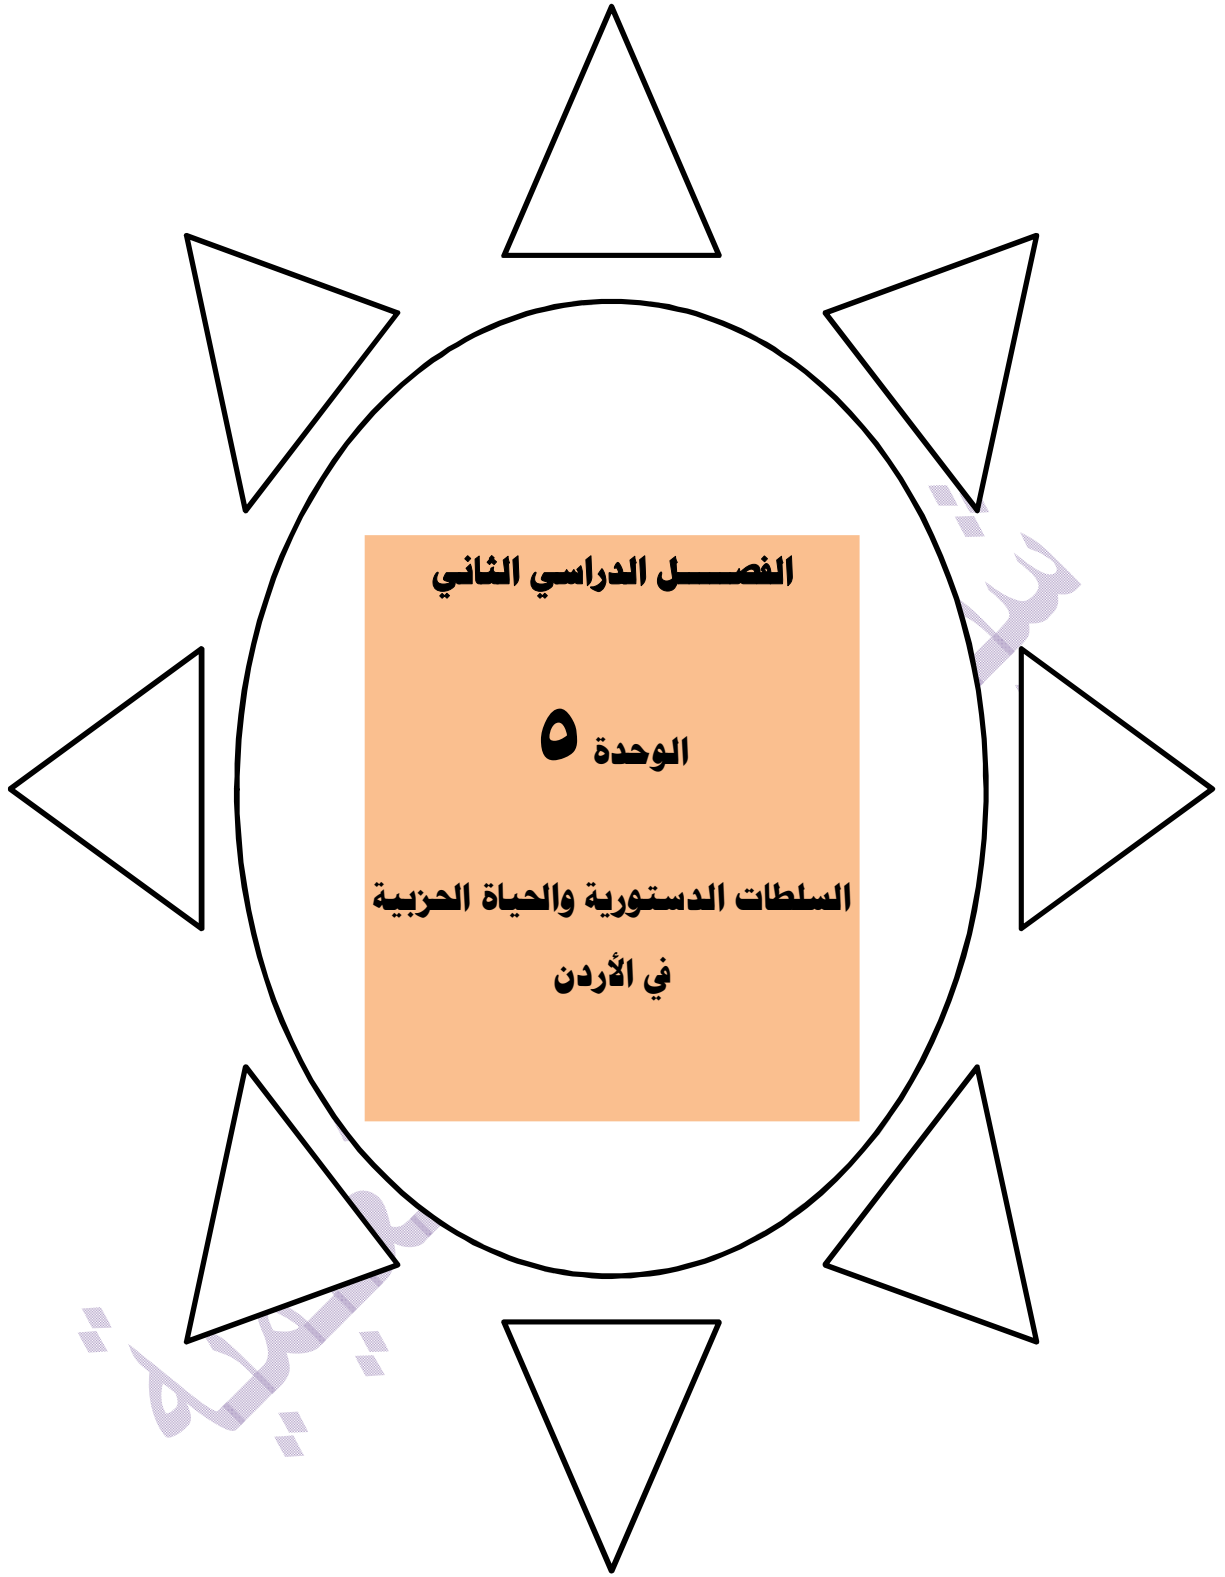 الفصـــــل الدراسي الثاني
الوحدة ٥
السلطات الدستورية والحياة الحزبية
في الأردن